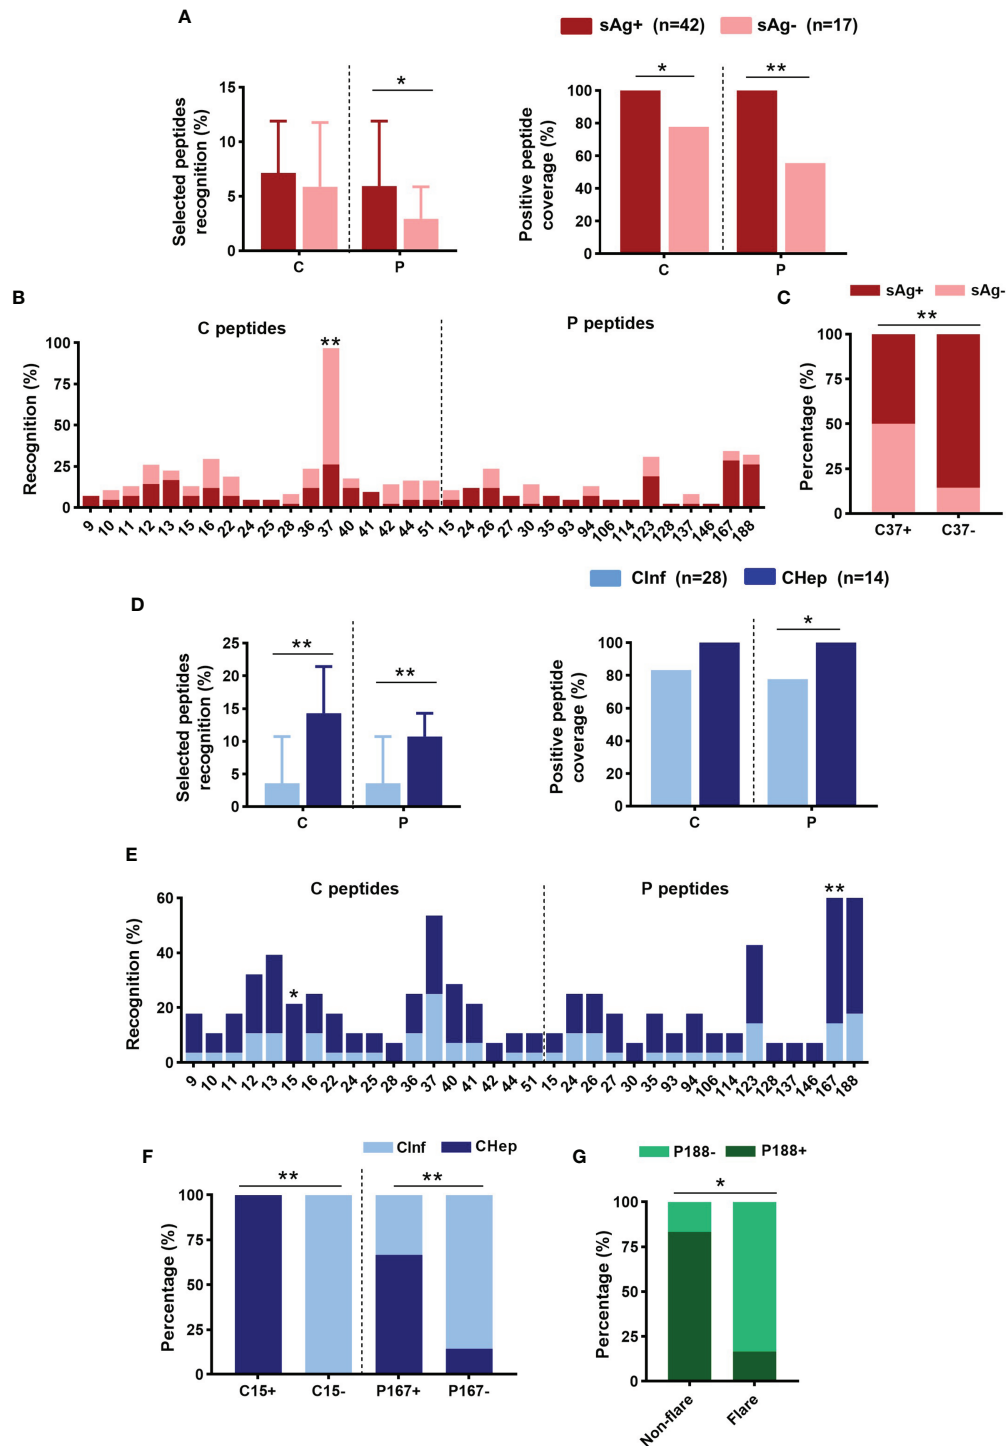 A
sAg+ (n=42) sAg- (n=17)
Selected peptides recognition (%)
15
10
5
0
*
C P
Positive peptide coverage (%)
100
80
60
40
20
0
* **
C P
B
C peptides P peptides
Recognition (%)
100
75
50
25
0
**
9 10 11 12 13 15 16 22 24 25 28 36 37 40 41 42 44 51 15 24 26 27 30 35 93 94 106 114 123 128 137 146 167 188
C
sAg+ sAg-
Percentage (%)
100
75
50
25
0
**
C37+ C37-
CInf (n=28) CHep (n=14)
D
Selected peptides recognition (%)
25
20
15
10
5
0
** **
C P
Positive peptide coverage (%)
100
80
60
40
20
0
*
C P
E
C peptides P peptides
Recognition (%)
60
40
20
0
* **
9 10 11 12 13 15 16 22 24 25 28 36 37 40 41 42 44 51 15 24 26 27 30 35 93 94 106 114 123 128 137 146 167 188
F
CInf CHep
Percentage (%)
100
75
50
25
0
** **
C15+ C15- P167+ P167-
G
P188- P188+
Percentage (%)
100
75
50
25
0
*
Non-flare Flare